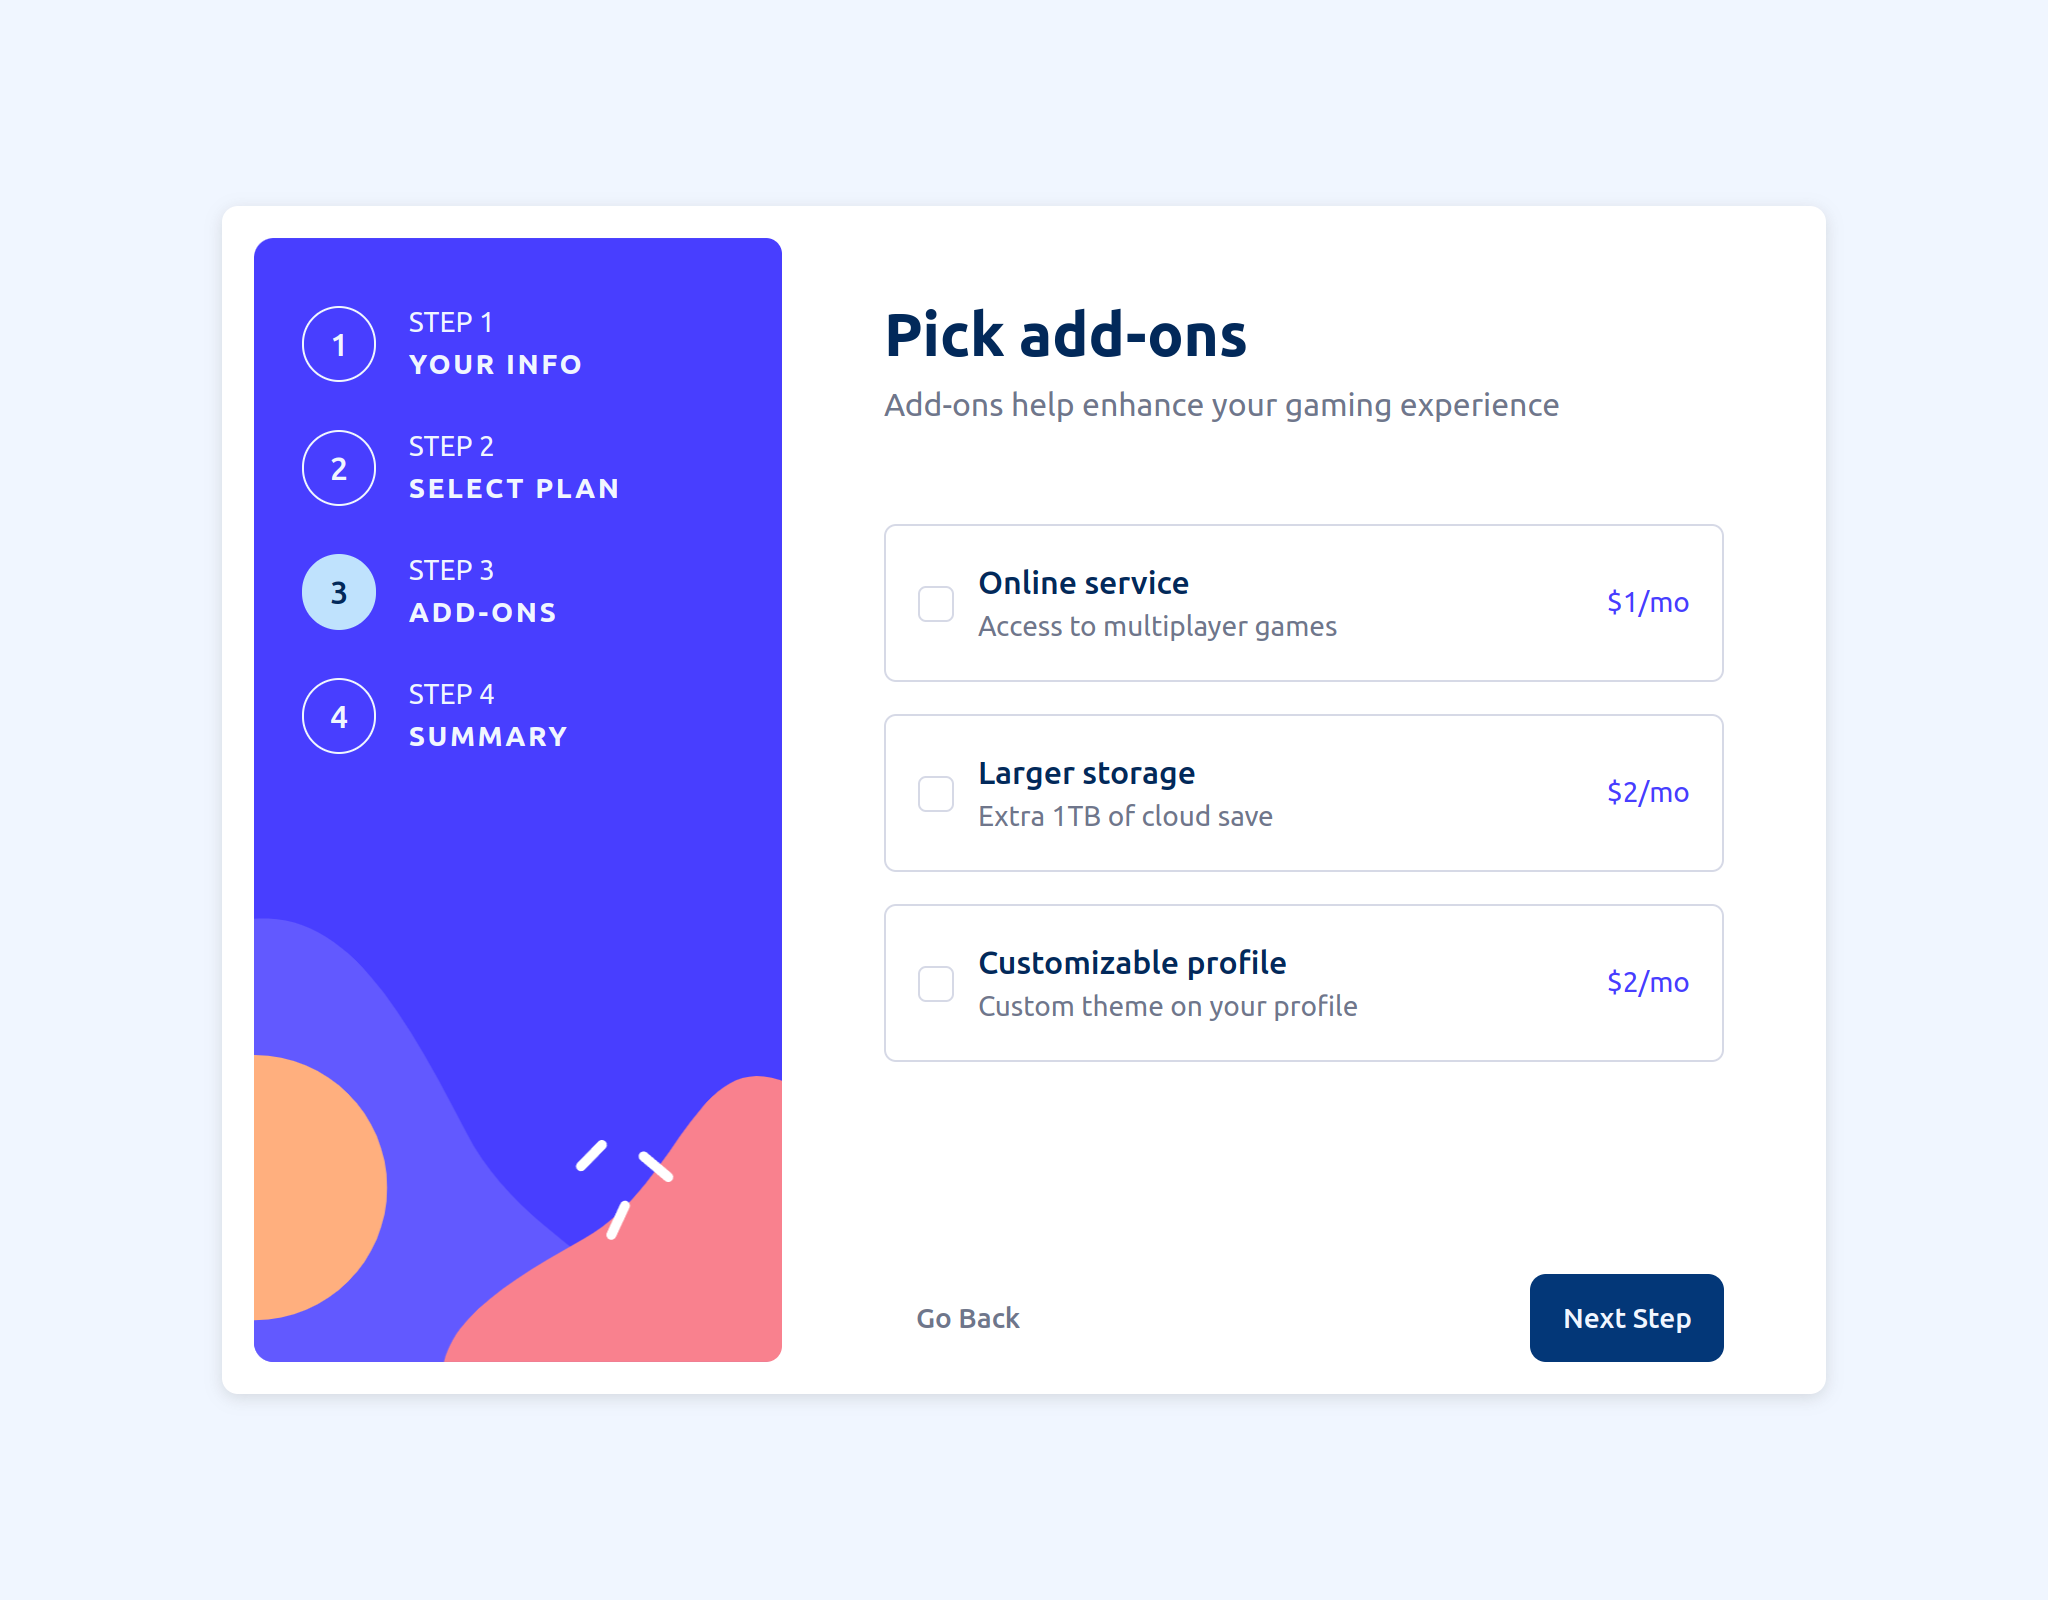 1
STEP 1
YOUR INFO
2
STEP 2
SELECT PLAN
3
STEP 3
ADD-ONS
4
STEP 4
SUMMARY
Pick add-ons
Add-ons help enhance your gaming experience
Online service
Access to multiplayer games
$1/mo
Larger storage
Extra 1TB of cloud save
$2/mo
Customizable profile
Custom theme on your profile
$2/mo
Go Back
Next Step